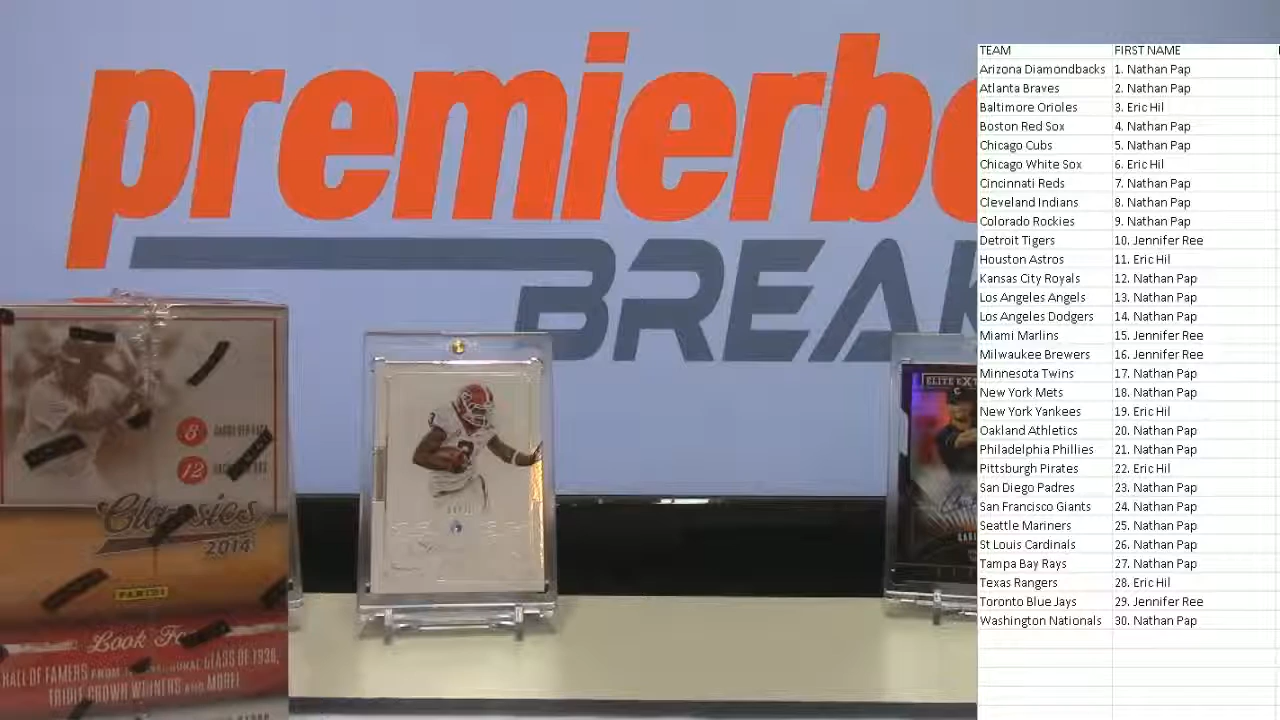 premierb
BREAK
TEAM FIRST NAME
Arizona Diamondbacks 1. Nathan Pap
Atlanta Braves 2. Nathan Pap
Baltimore Orioles 3. Eric Hil
Boston Red Sox 4. Nathan Pap
Chicago Cubs 5. Nathan Pap
Chicago White Sox 6. Eric Hil
Cincinnati Reds 7. Nathan Pap
Cleveland Indians 8. Nathan Pap
Colorado Rockies 9. Nathan Pap
Detroit Tigers 10. Jennifer Ree
Houston Astros 11. Eric Hil
Kansas City Royals 12. Nathan Pap
Los Angeles Angels 13. Nathan Pap
Los Angeles Dodgers 14. Nathan Pap
Miami Marlins 15. Jennifer Ree
Milwaukee Brewers 16. Jennifer Ree
Minnesota Twins 17. Nathan Pap
New York Mets 18. Nathan Pap
New York Yankees 19. Eric Hil
Oakland Athletics 20. Nathan Pap
Philadelphia Phillies 21. Nathan Pap
Pittsburgh Pirates 22. Eric Hil
San Diego Padres 23. Nathan Pap
San Francisco Giants 24. Nathan Pap
Seattle Mariners 25. Nathan Pap
St Louis Cardinals 26. Nathan Pap
Tampa Bay Rays 27. Nathan Pap
Texas Rangers 28. Eric Hil
Toronto Blue Jays 29. Jennifer Ree
Washington Nationals 30. Nathan Pap
8
12
Classics
2014
PANINI
Look
HALL OF FAMERS FROM CLASS OF 1936,
TRIPLE CROWN WINNERS AND MORE!
ELITE EXT